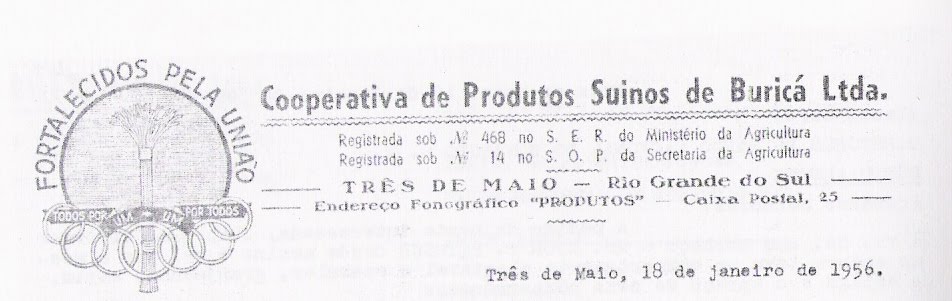 FORTALECIDOS PELA UNIÃO
TODOS POR UM - UM POR TODOS
Cooperativa de Produtos Suinos de Buricá Ltda.
Registrada sob Nº 468 no S. E. R. do Ministério da Agricultura
Registrada sob Nº 14 no S. O. P. da Secretaria da Agricultura
TRÊS DE MAIO — Rio Grande do Sul
Endereço Fonográfico "PRODUTOS" — Caixa Postal, 25
Três de Maio, 18 de janeiro de 1956.